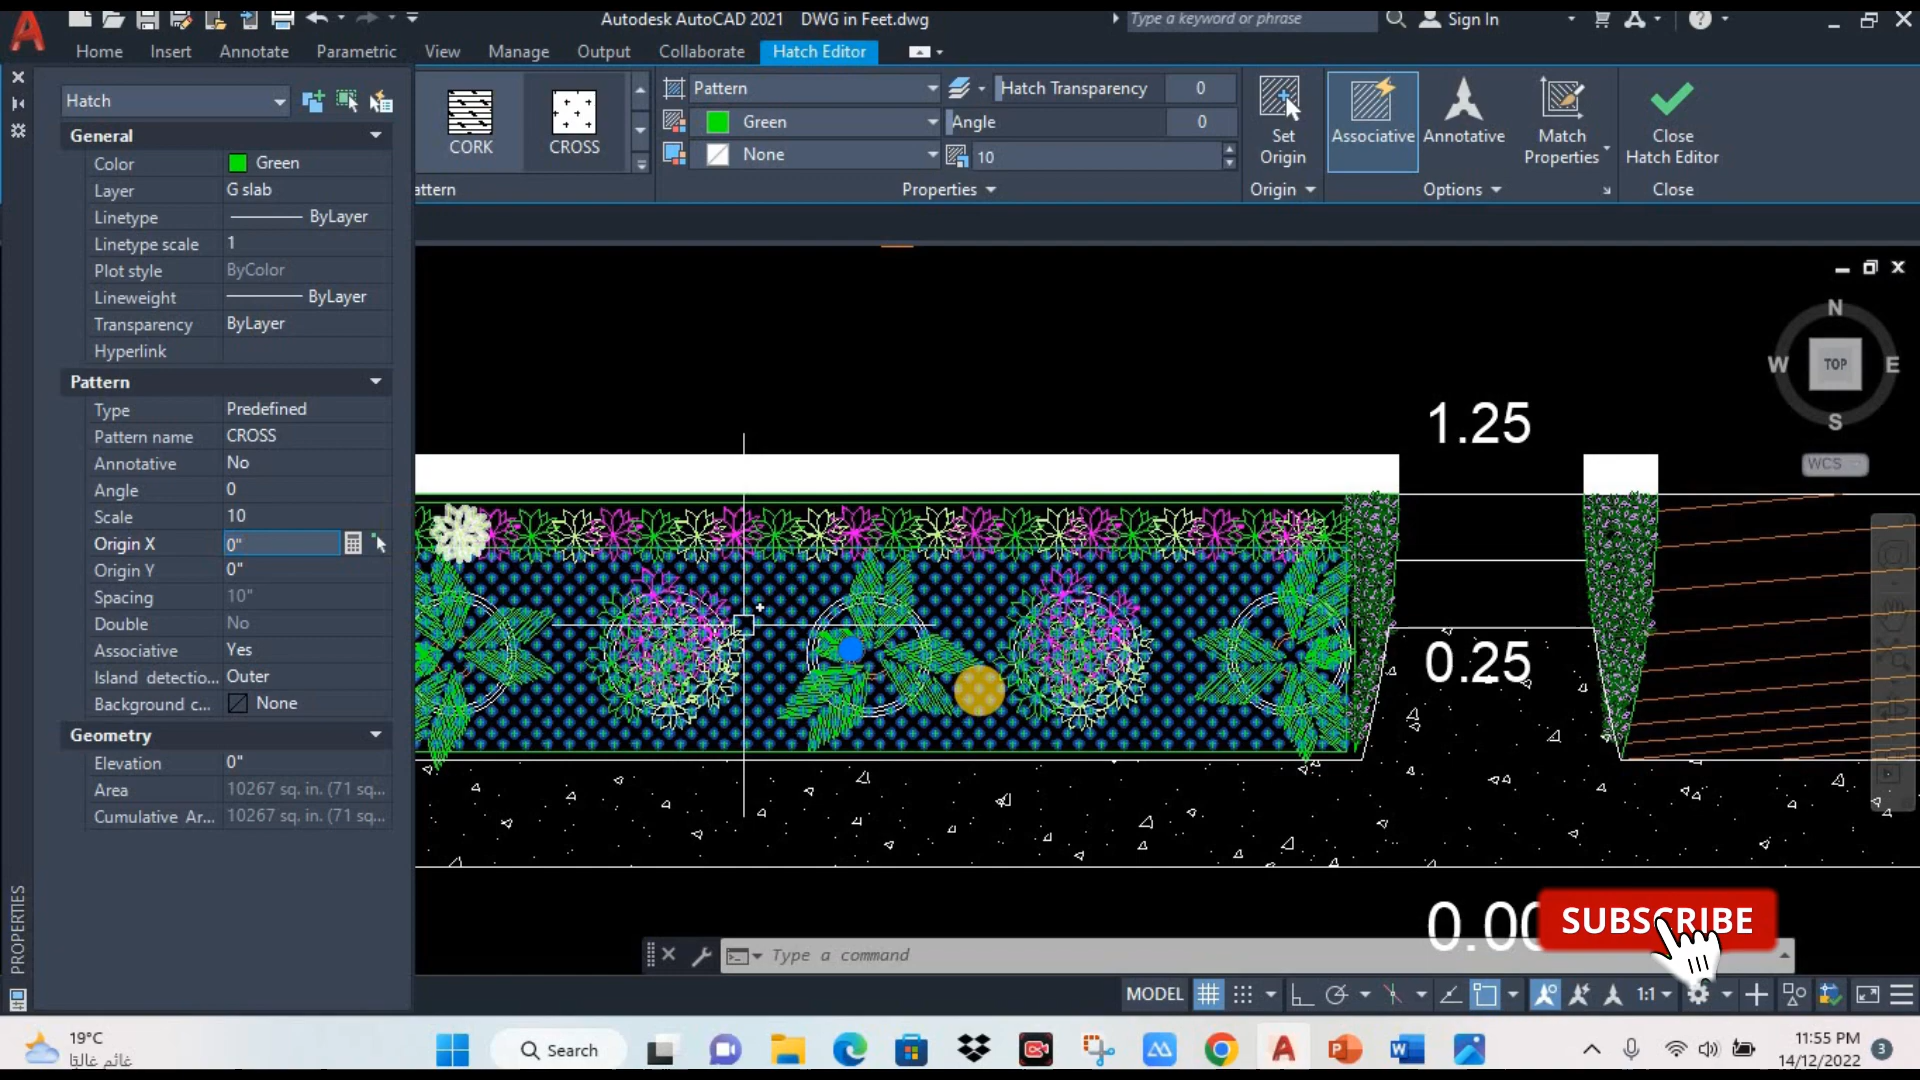 Autodesk AutoCAD 2021 DWG in Feet.dwg
Type a keyword or phrase
Sign In
Home Insert Annotate Parametric View Manage Output Collaborate Hatch Editor
Hatch
CORK
CROSS
attern
Pattern
Green
None
Hatch Transparency 0
Angle 0
10
Properties
Set
Origin
Origin
Associative
Annotative
Match
Properties
Options
Close
Hatch Editor
Close
General
Color Green
Layer G slab
Linetype ByLayer
Linetype scale 1
Plot style ByColor
Lineweight ByLayer
Transparency ByLayer
Hyperlink
Pattern
Type Predefined
Pattern name CROSS
Annotative No
Angle 0
Scale 10
Origin X 0"
Origin Y 0"
Spacing 10"
Double No
Associative Yes
Island detectio... Outer
Background c... None
Geometry
Elevation 0"
Area 10267 sq. in. (71 sq...
Cumulative Ar... 10267 sq. in. (71 sq...
PROPERTIES
N
W TOP E
S
WCS
1.25
0.25
0.00
SUBSCRIBE
Type a command
MODEL
1:1
19°C
غائم غالبًا
Search
11:55 PM
14/12/2022
3